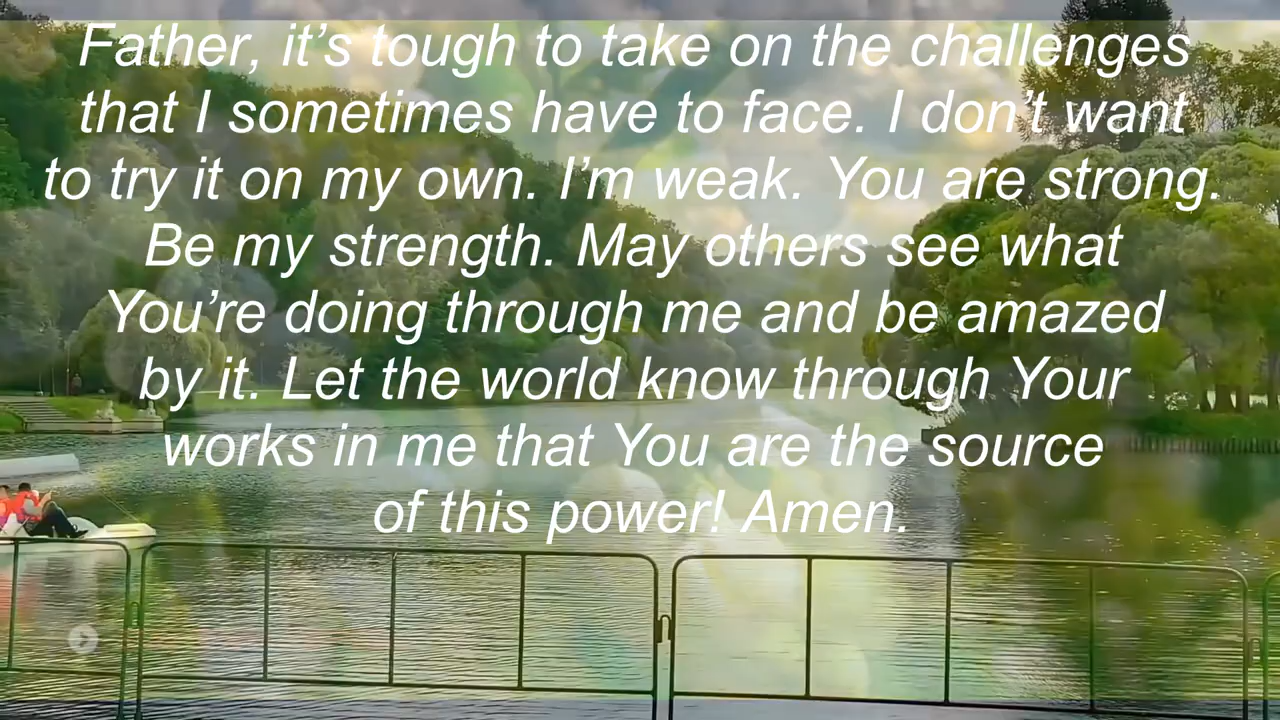 Father, it’s tough to take on the challenges
that I sometimes have to face. I don’t want
to try it on my own. I’m weak. You are strong.
Be my strength. May others see what
You’re doing through me and be amazed
by it. Let the world know through Your
works in me that You are the source
of this power! Amen.